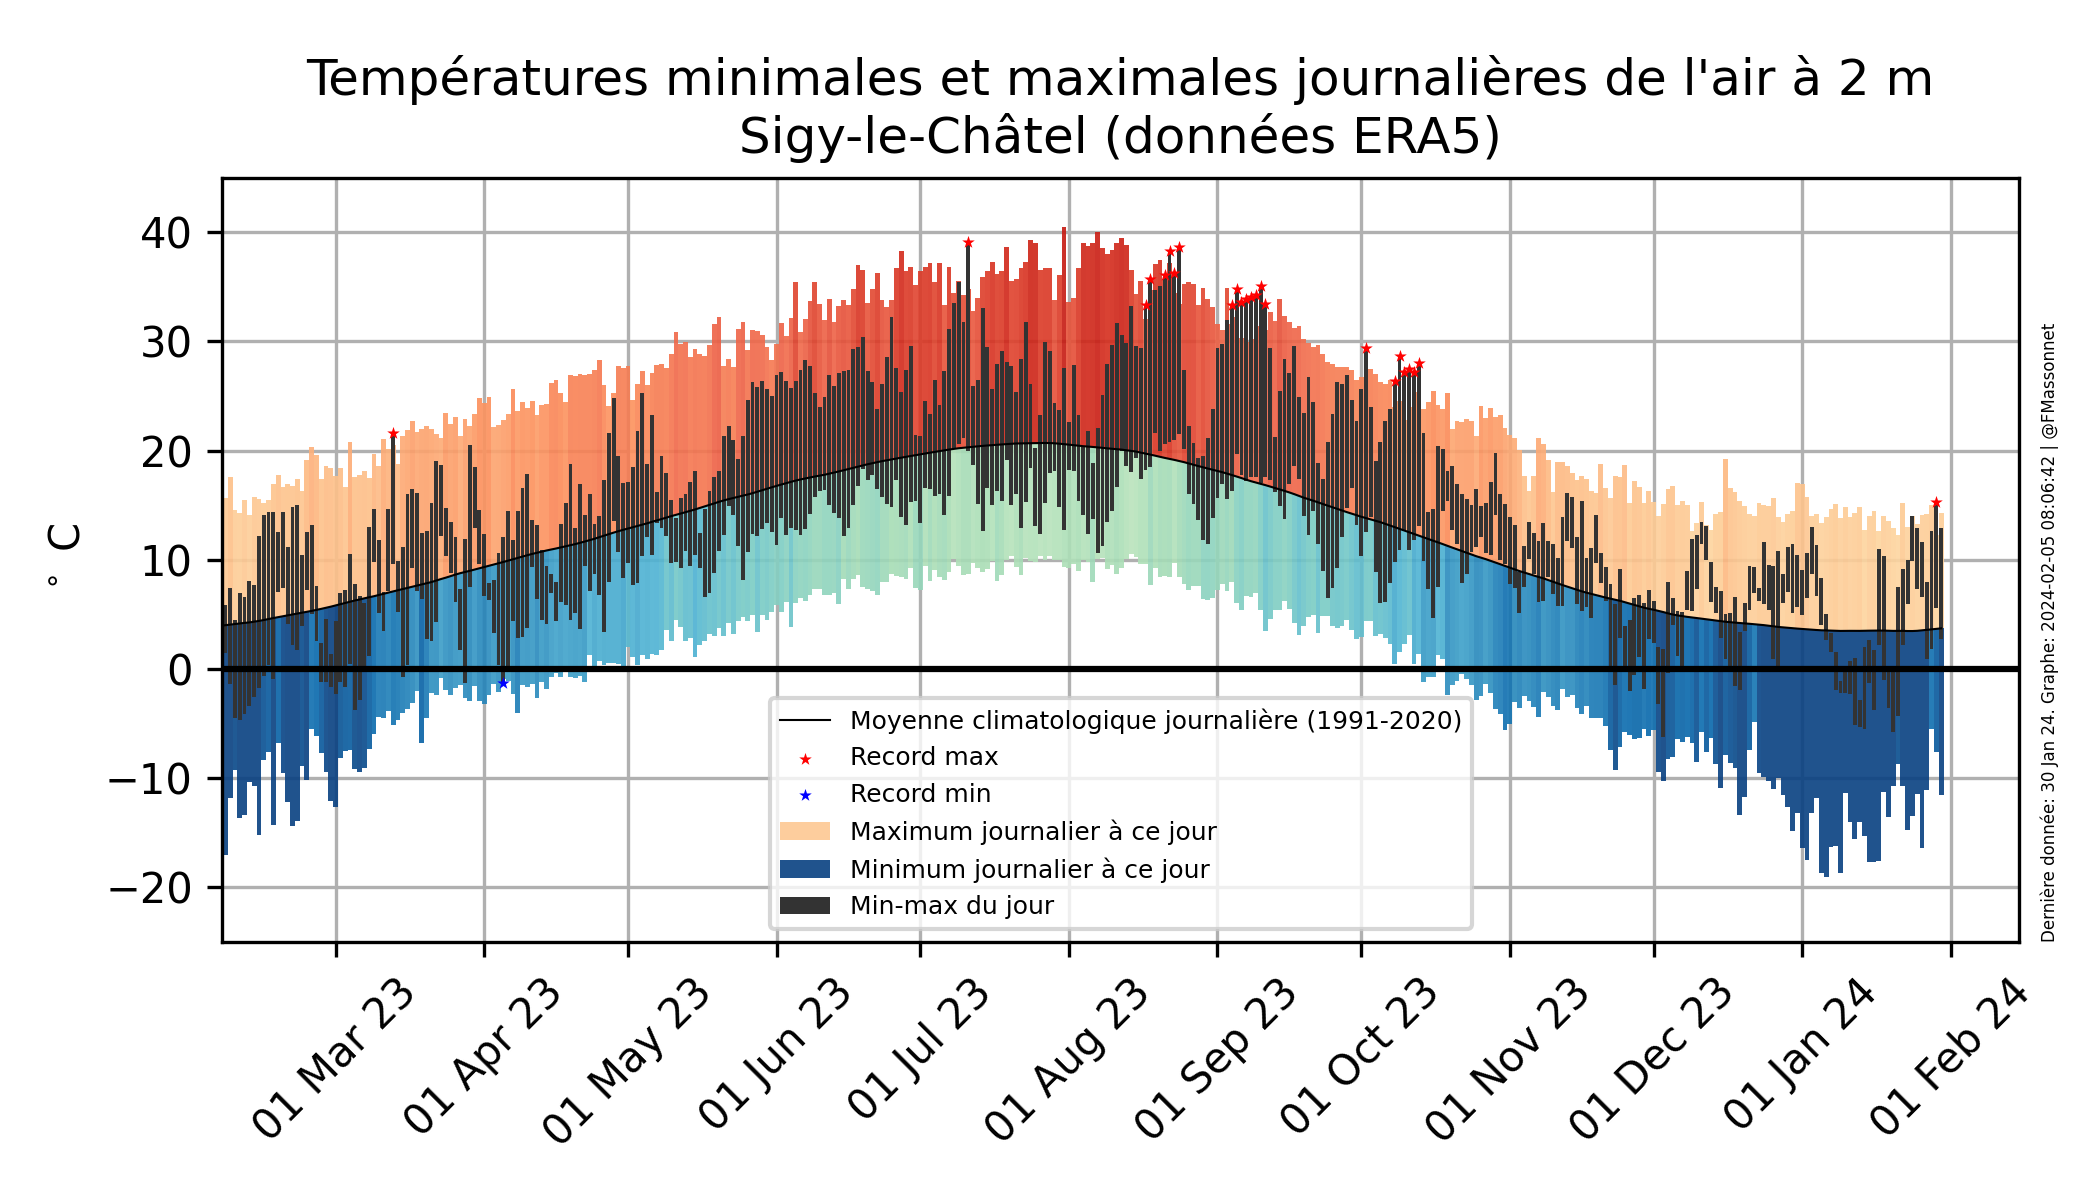 Températures minimales et maximales journalières de l'air à 2 m
Sigy-le-Châtel (données ERA5)
° C
40
30
20
10
0
−10
−20
Moyenne climatologique journalière (1991-2020)
Record max
Record min
Maximum journalier à ce jour
Minimum journalier à ce jour
Min-max du jour
01 Mar 23
01 Apr 23
01 May 23
01 Jun 23
01 Jul 23
01 Aug 23
01 Sep 23
01 Oct 23
01 Nov 23
01 Dec 23
01 Jan 24
01 Feb 24
Dernière donnée: 30 Jan 24. Graphe: 2024-02-05 08:06:42 | @FMassonnet